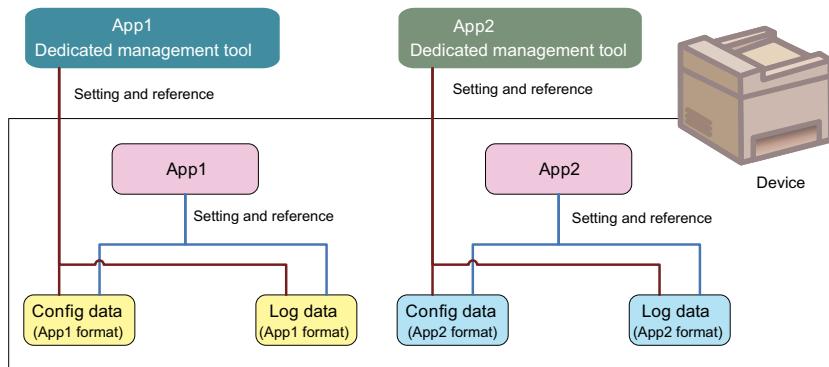 App1
Dedicated management tool
App2
Dedicated management tool
Setting and reference
Setting and reference
Device
App1
App2
Setting and reference
Setting and reference
Config data
(App1 format)
Log data
(App1 format)
Config data
(App2 format)
Log data
(App2 format)